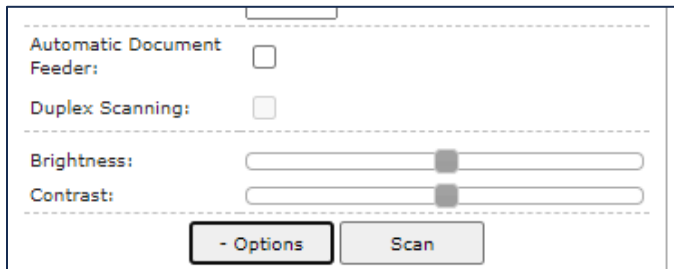 Automatic Document
Feeder:
Duplex Scanning:
Brightness:
Contrast:
- Options Scan